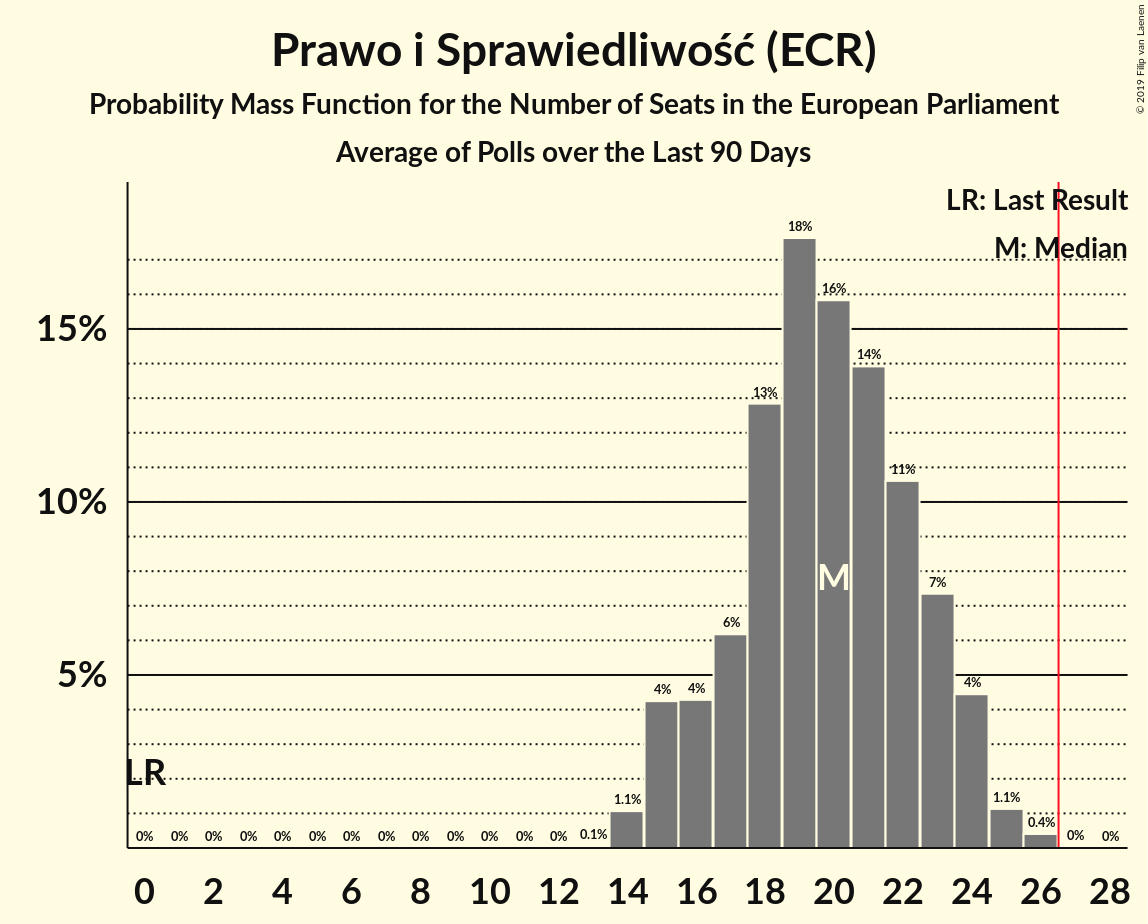 Prawo i Sprawiedliwość (ECR)
Probability Mass Function for the Number of Seats in the European Parliament
Average of Polls over the Last 90 Days
© 2019 Filip van Laenen
LR: Last Result
M: Median
18%
16%
15%
14%
13%
11%
10%
M
7%
6%
5%
4% 4% 4%
LR
1.1% 1.1%
0% 0% 0% 0% 0% 0% 0% 0% 0% 0% 0% 0% 0% 0.1% 0.4% 0% 0%
0 2 4 6 8 10 12 14 16 18 20 22 24 26 28